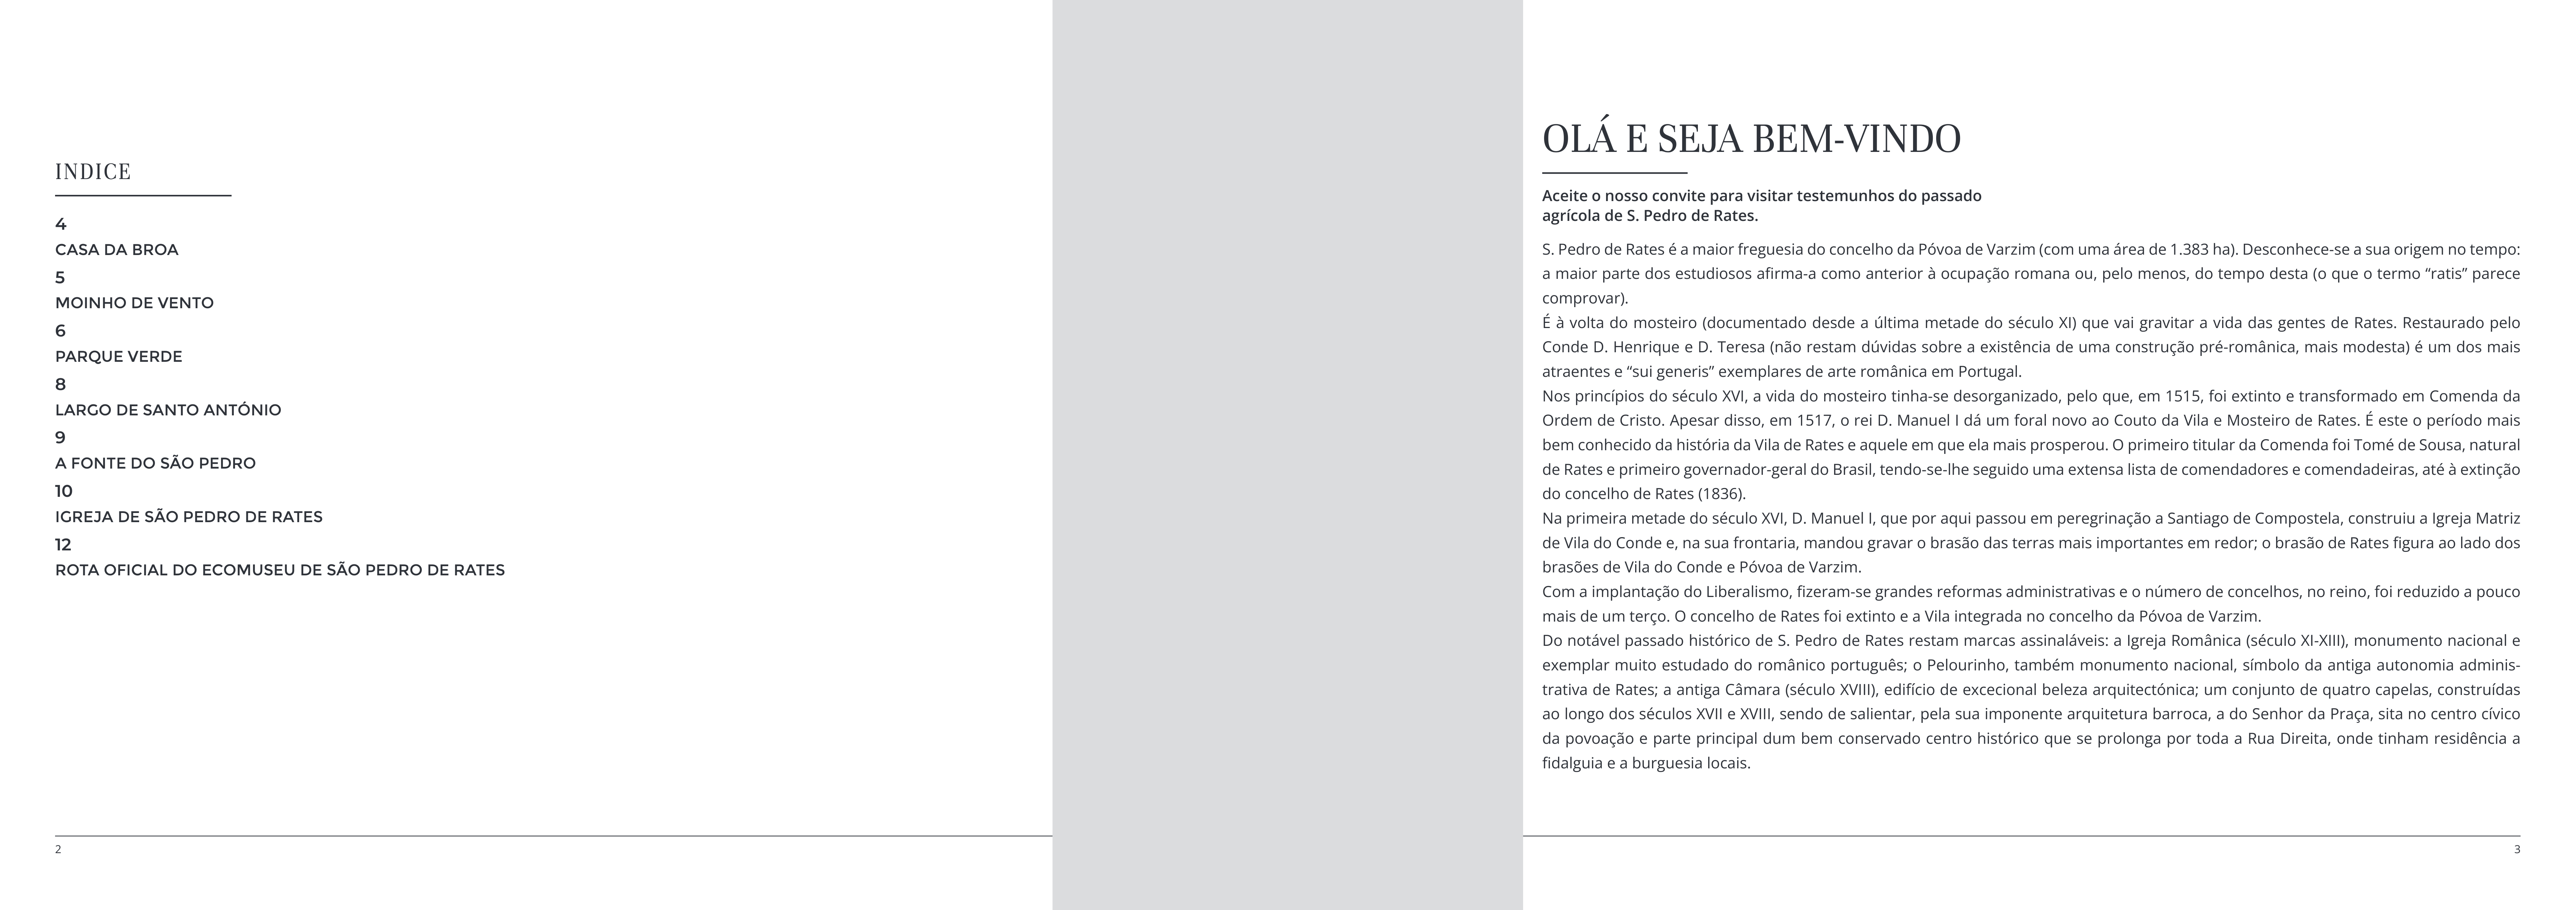 INDICE
4
CASA DA BROA
5
MOINHO DE VENTO
6
PARQUE VERDE
8
LARGO DE SANTO ANTÓNIO
9
A FONTE DO SÃO PEDRO
10
IGREJA DE SÃO PEDRO DE RATES
12
ROTA OFICIAL DO ECOMUSEU DE SÃO PEDRO DE RATES
2
OLÁ E SEJA BEM-VINDO
Aceite o nosso convite para visitar testemunhos do passado
agrícola de S. Pedro de Rates.
S. Pedro de Rates é a maior freguesia do concelho da Póvoa de Varzim (com uma área de 1.383 ha). Desconhece-se a sua origem no tempo:
a maior parte dos estudiosos afirma-a como anterior à ocupação romana ou, pelo menos, do tempo desta (o que o termo “ratis” parece
comprovar).
É à volta do mosteiro (documentado desde a última metade do século XI) que vai gravitar a vida das gentes de Rates. Restaurado pelo
Conde D. Henrique e D. Teresa (não restam dúvidas sobre a existência de uma construção pré-românica, mais modesta) é um dos mais
atraentes e “sui generis” exemplares de arte românica em Portugal.
Nos princípios do século XVI, a vida do mosteiro tinha-se desorganizado, pelo que, em 1515, foi extinto e transformado em Comenda da
Ordem de Cristo. Apesar disso, em 1517, o rei D. Manuel I dá um foral novo ao Couto da Vila e Mosteiro de Rates. É este o período mais
bem conhecido da história da Vila de Rates e aquele em que ela mais prosperou. O primeiro titular da Comenda foi Tomé de Sousa, natural
de Rates e primeiro governador-geral do Brasil, tendo-se-lhe seguido uma extensa lista de comendadores e comendadeiras, até à extinção
do concelho de Rates (1836).
Na primeira metade do século XVI, D. Manuel I, que por aqui passou em peregrinação a Santiago de Compostela, construiu a Igreja Matriz
de Vila do Conde e, na sua frontaria, mandou gravar o brasão das terras mais importantes em redor; o brasão de Rates figura ao lado dos
brasões de Vila do Conde e Póvoa de Varzim.
Com a implantação do Liberalismo, fizeram-se grandes reformas administrativas e o número de concelhos, no reino, foi reduzido a pouco
mais de um terço. O concelho de Rates foi extinto e a Vila integrada no concelho da Póvoa de Varzim.
Do notável passado histórico de S. Pedro de Rates restam marcas assinaláveis: a Igreja Românica (século XI-XIII), monumento nacional e
exemplar muito estudado do românico português; o Pelourinho, também monumento nacional, símbolo da antiga autonomia adminis-
trativa de Rates; a antiga Câmara (século XVIII), edifício de excecional beleza arquitectónica; um conjunto de quatro capelas, construídas
ao longo dos séculos XVII e XVIII, sendo de salientar, pela sua imponente arquitetura barroca, a do Senhor da Praça, sita no centro cívico
da povoação e parte principal dum bem conservado centro histórico que se prolonga por toda a Rua Direita, onde tinham residência a
fidalguia e a burguesia locais.
3